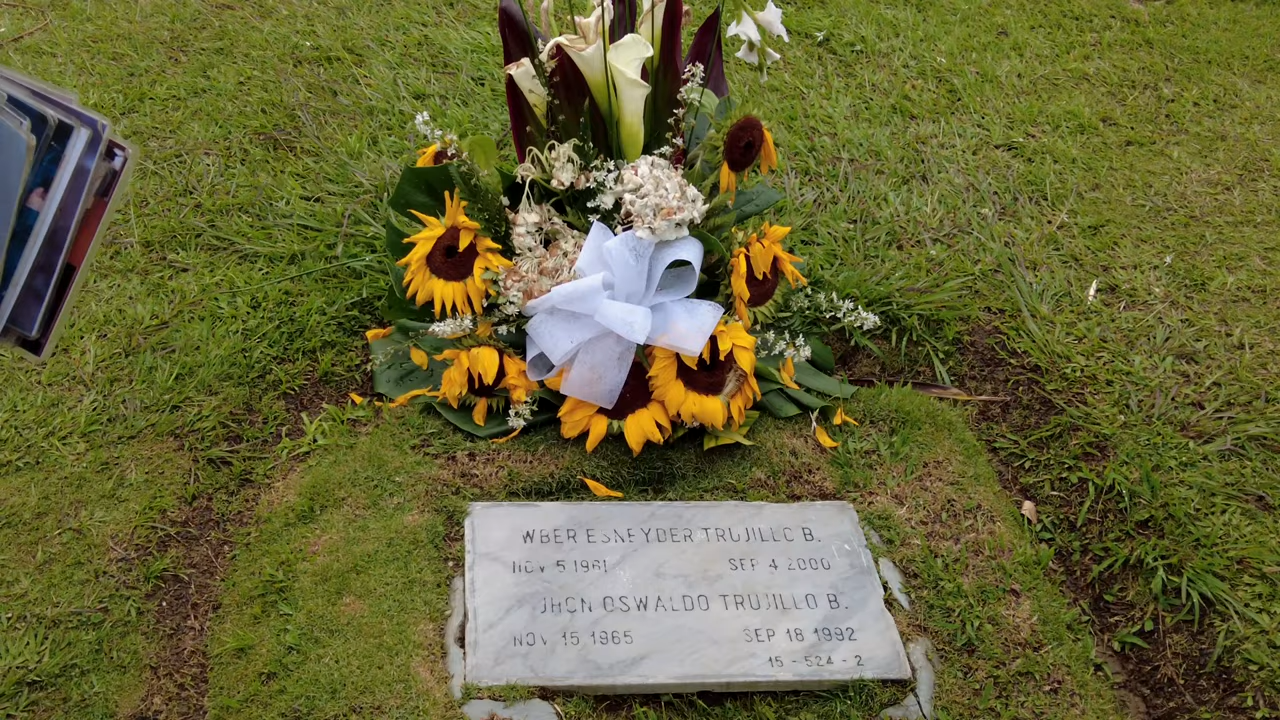 WBER ESNEYDER TRUJILLO B.
NOV 5 1961 SEP 4 2000
JHON OSWALDO TRUJILLO B.
NOV 15 1965 SEP 18 1992
15 - 524 - 2